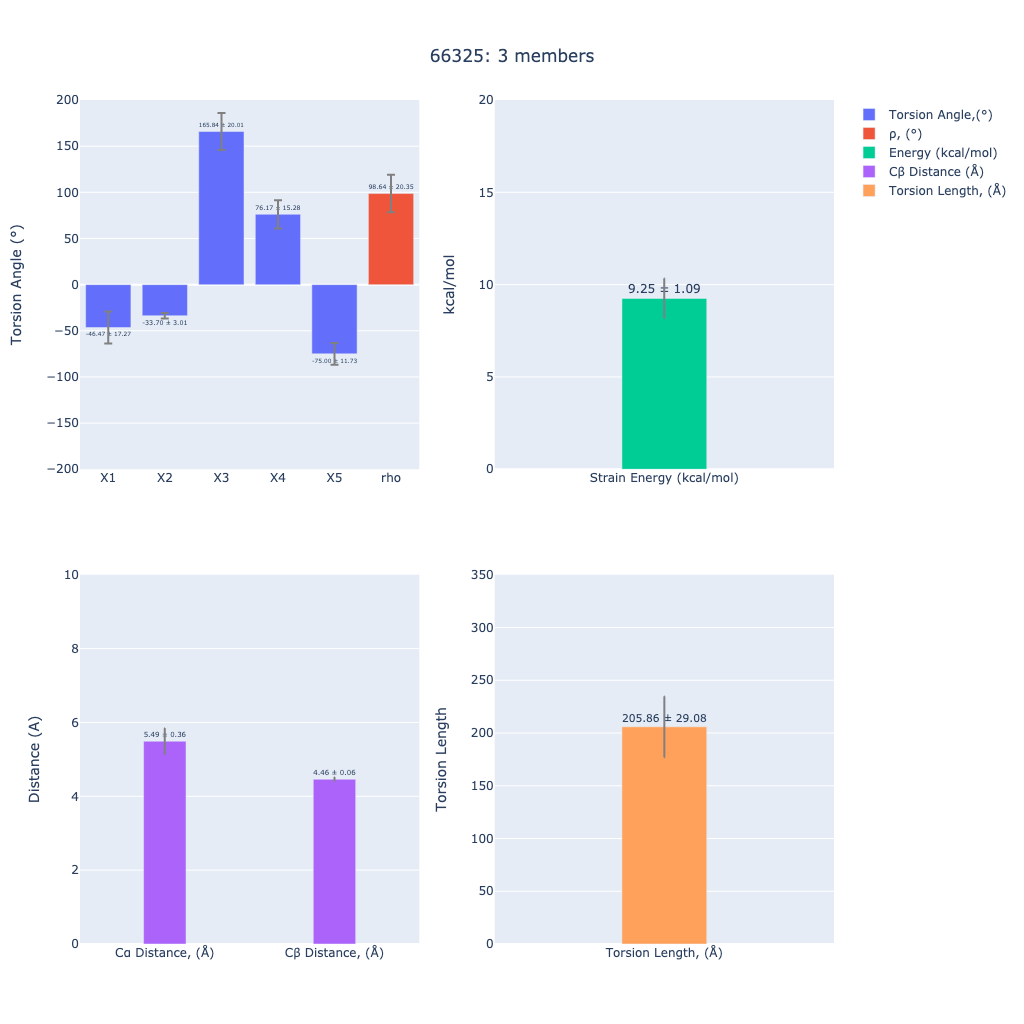 66325: 3 members
Torsion Angle (°)
200
150
100
50
0
−50
−100
−150
−200
165.84 ± 20.01
98.64 ± 20.35
76.17 ± 15.28
-46.47 ± 17.27
-33.70 ± 3.01
-75.00 ± 11.73
X1 X2 X3 X4 X5 rho
kcal/mol
20
15
10
5
0
9.25 ± 1.09
Strain Energy (kcal/mol)
Torsion Angle,(°)
ρ, (°)
Energy (kcal/mol)
Cβ Distance (Å)
Torsion Length, (Å)
Distance (A)
10
8
6
4
2
0
5.49 ± 0.36
4.46 ± 0.06
Cα Distance, (Å) Cβ Distance, (Å)
Torsion Length
350
300
250
200
150
100
50
0
205.86 ± 29.08
Torsion Length, (Å)